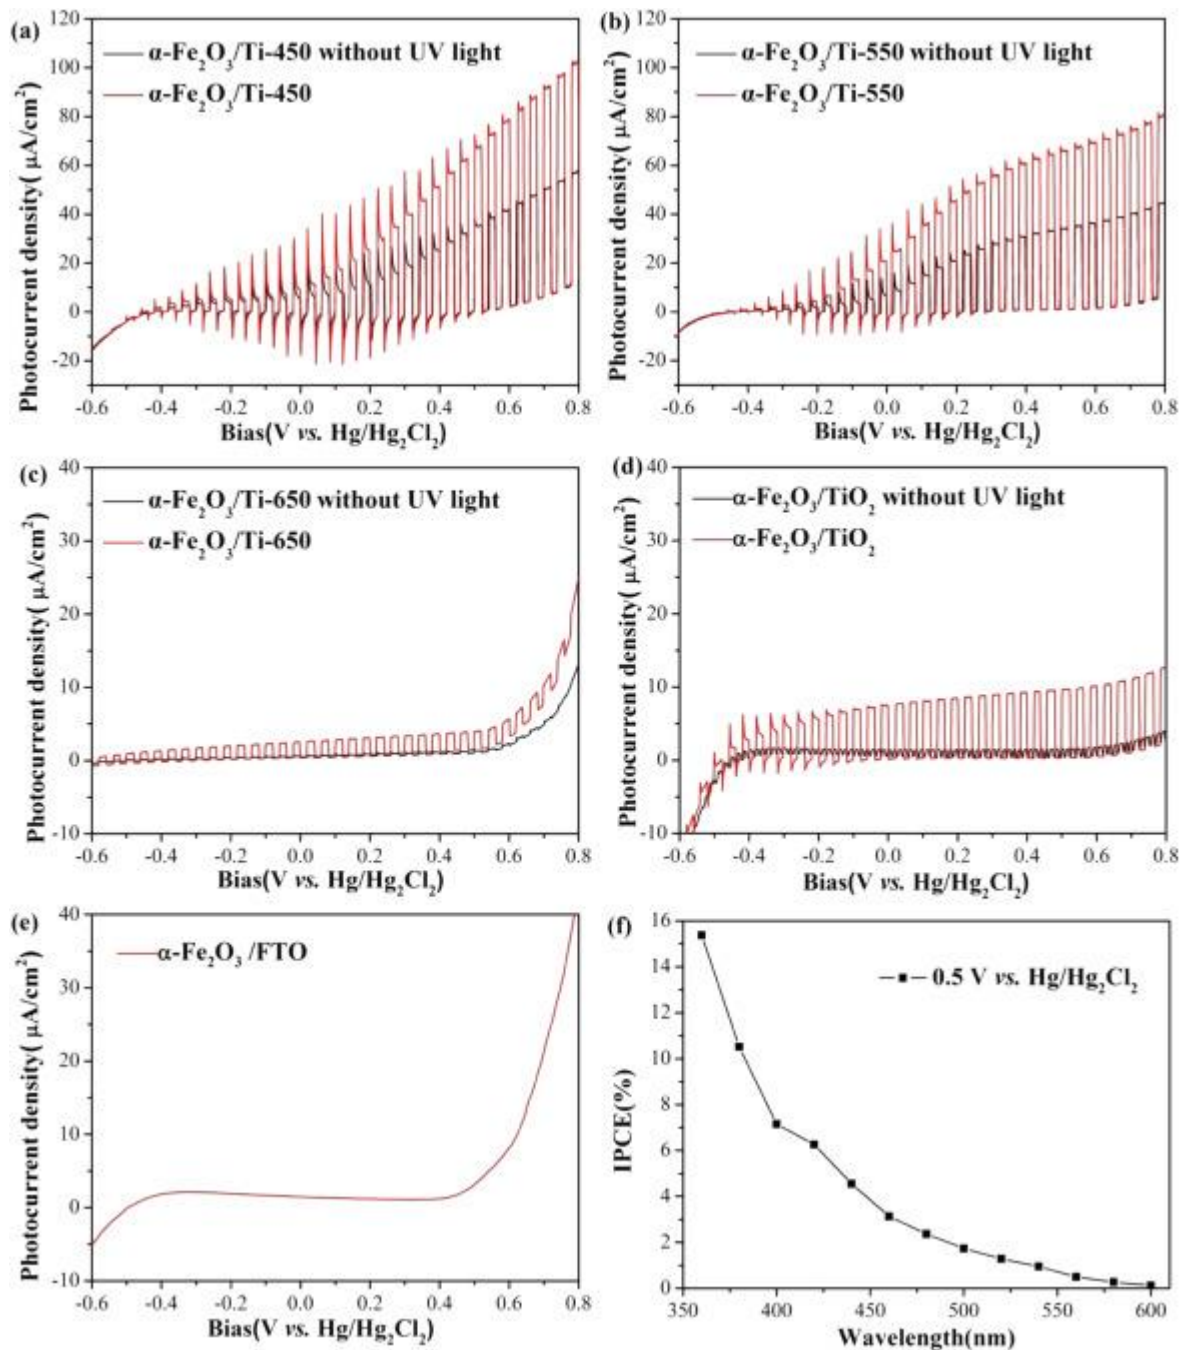 (a)
α-Fe₂O₃/Ti-450 without UV light
α-Fe₂O₃/Ti-450
Photocurrent density( μA/cm²)
120
100
80
60
40
20
0
-20
-0.6 -0.4 -0.2 0.0 0.2 0.4 0.6 0.8
Bias(V vs. Hg/Hg₂Cl₂)
(b)
α-Fe₂O₃/Ti-550 without UV light
α-Fe₂O₃/Ti-550
Photocurrent density( μA/cm²)
120
100
80
60
40
20
0
-20
-0.6 -0.4 -0.2 0.0 0.2 0.4 0.6 0.8
Bias(V vs. Hg/Hg₂Cl₂)
(c)
α-Fe₂O₃/Ti-650 without UV light
α-Fe₂O₃/Ti-650
Photocurrent density( μA/cm²)
40
30
20
10
0
-10
-0.6 -0.4 -0.2 0.0 0.2 0.4 0.6 0.8
Bias(V vs. Hg/Hg₂Cl₂)
(d)
α-Fe₂O₃/TiO₂ without UV light
α-Fe₂O₃/TiO₂
Photocurrent density( μA/cm²)
40
30
20
10
0
-10
-0.6 -0.4 -0.2 0.0 0.2 0.4 0.6 0.8
Bias(V vs. Hg/Hg₂Cl₂)
(e)
α-Fe₂O₃ /FTO
Photocurrent density( μA/cm²)
40
30
20
10
0
-10
-0.6 -0.4 -0.2 0.0 0.2 0.4 0.6 0.8
Bias(V vs. Hg/Hg₂Cl₂)
(f)
0.5 V vs. Hg/Hg₂Cl₂
IPCE(%)
16
14
12
10
8
6
4
2
0
350 400 450 500 550 600
Wavelength(nm)